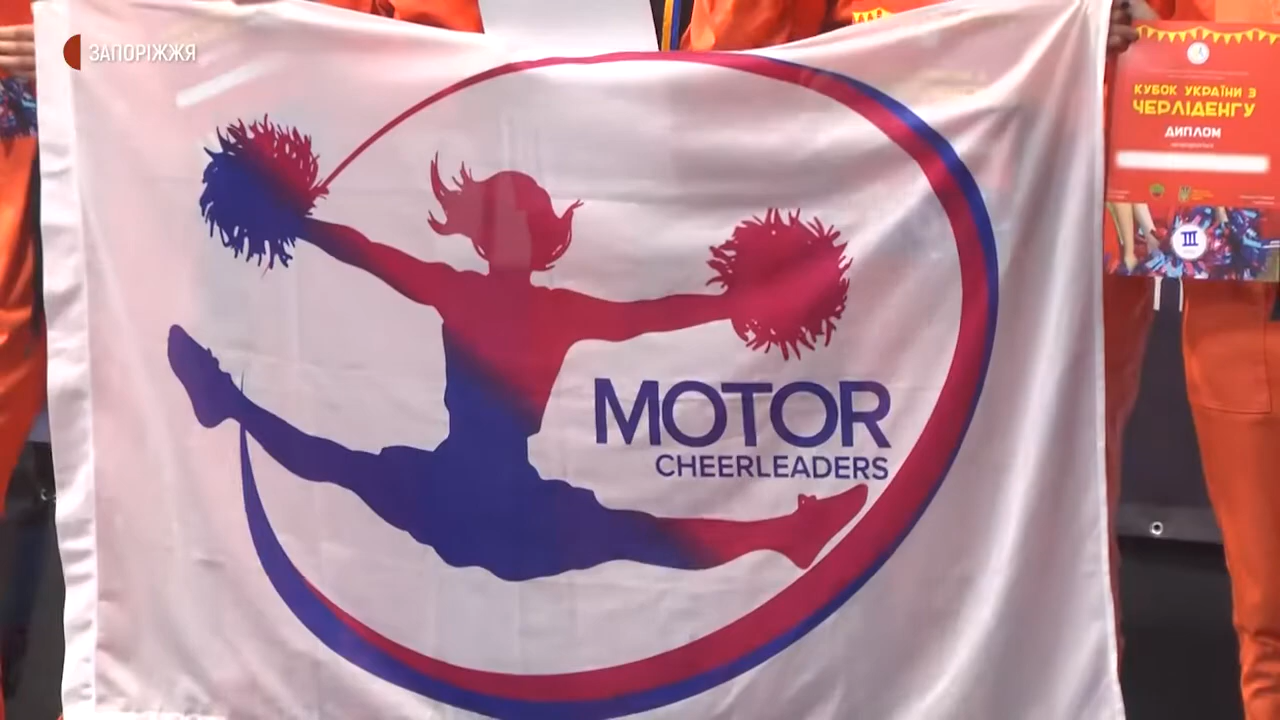 ЗАПОРІЖЖЯ
КУБОК УКРАЇНИ З
ЧЕРЛІДЕНГУ
ДИПЛОМ
III
MOTOR
CHEERLEADERS